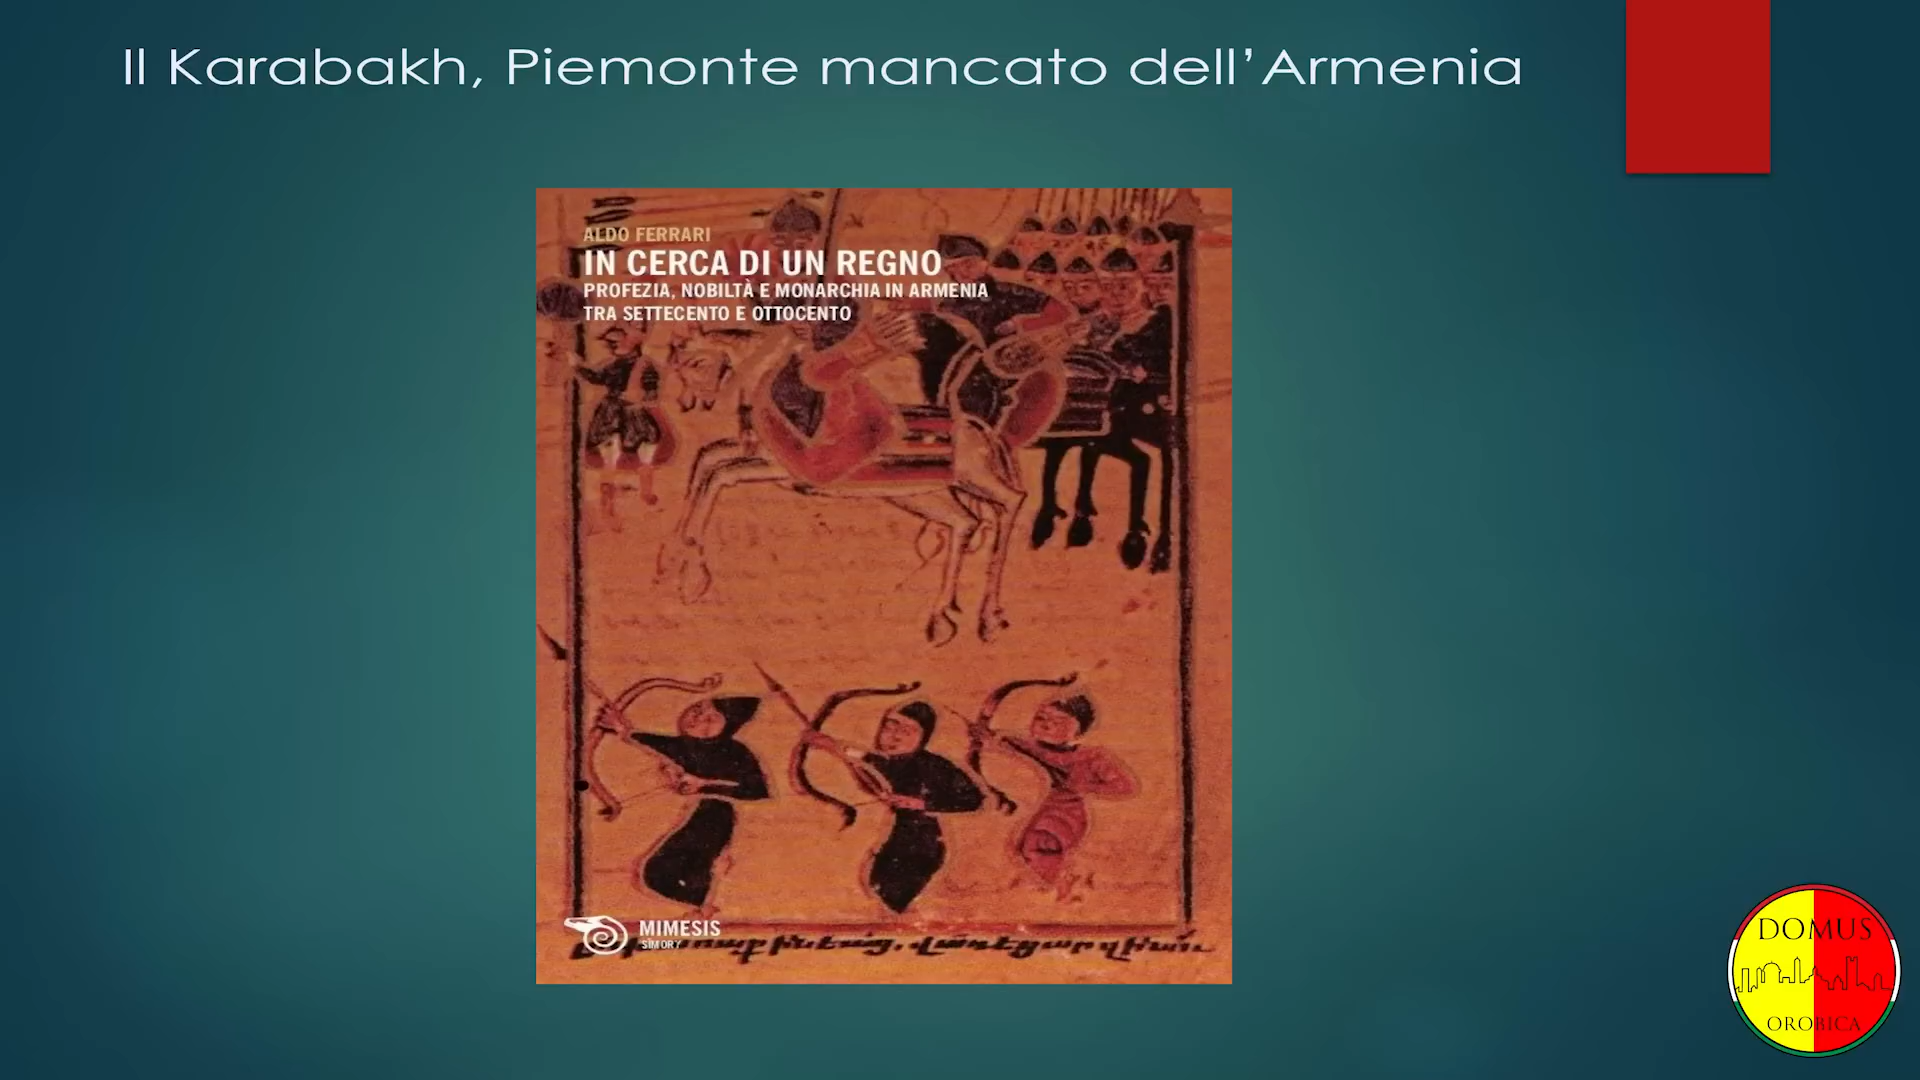 Il Karabakh, Piemonte mancato dell’Armenia
ALDO FERRARI
IN CERCA DI UN REGNO
PROFEZIA, NOBILTÀ E MONARCHIA IN ARMENIA
TRA SETTECENTO E OTTOCENTO
MIMESIS
SÍMORY
DOMUS
OROBICA